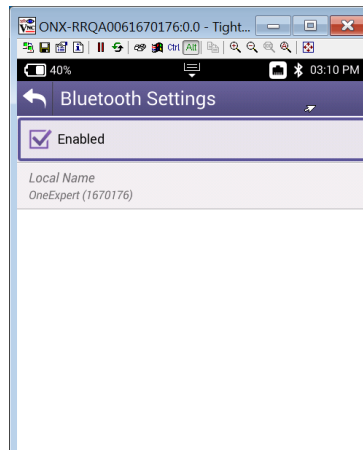 ONX-RRQA0061670176:0.0 - Tight...
Ctrl Alt
40% 03:10 PM
Bluetooth Settings
Enabled
Local Name
OneExpert (1670176)